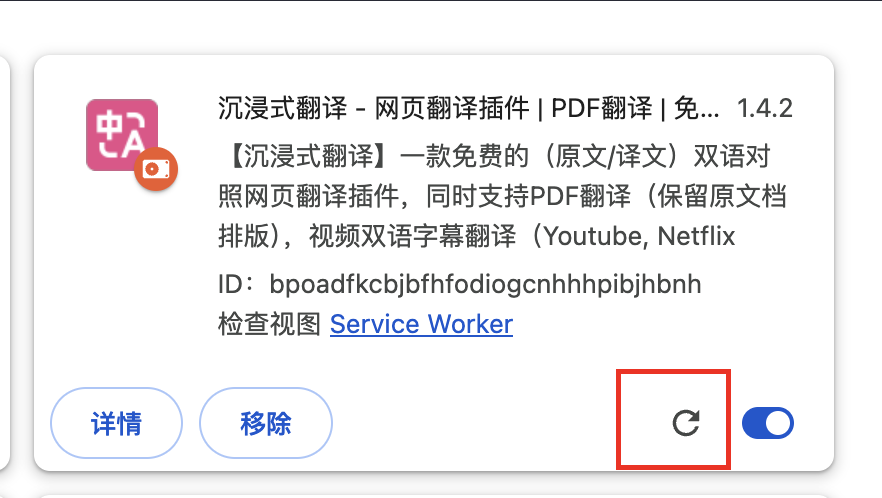 中
A
沉浸式翻译 - 网页翻译插件 | PDF翻译 | 免... 1.4.2
【沉浸式翻译】一款免费的（原文/译文）双语对
照网页翻译插件，同时支持PDF翻译（保留原文档
排版），视频双语字幕翻译（Youtube, Netflix
ID：bpoadfkcbjbfhfodiogcnhhhpibjhbnh
检查视图 Service Worker
详情 移除